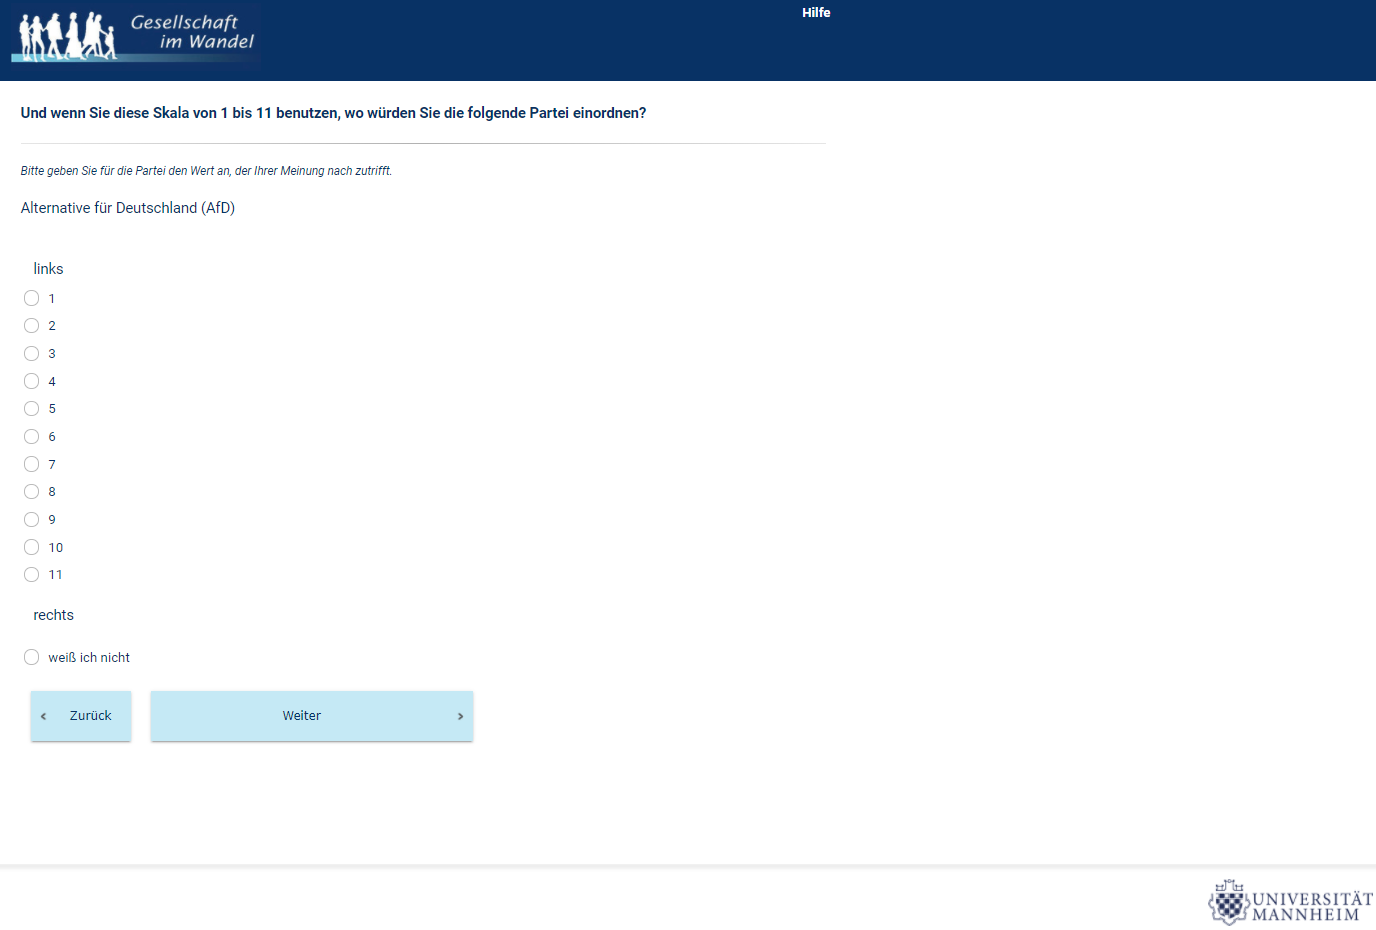 Gesellschaft
im Wandel
Hilfe
Und wenn Sie diese Skala von 1 bis 11 benutzen, wo würden Sie die folgende Partei einordnen?
Bitte geben Sie für die Partei den Wert an, der Ihrer Meinung nach zutrifft.
Alternative für Deutschland (AfD)
links
1
2
3
4
5
6
7
8
9
10
11
rechts
weiß ich nicht
‹ Zurück
Weiter ›
UNIVERSITÄT
MANNHEIM